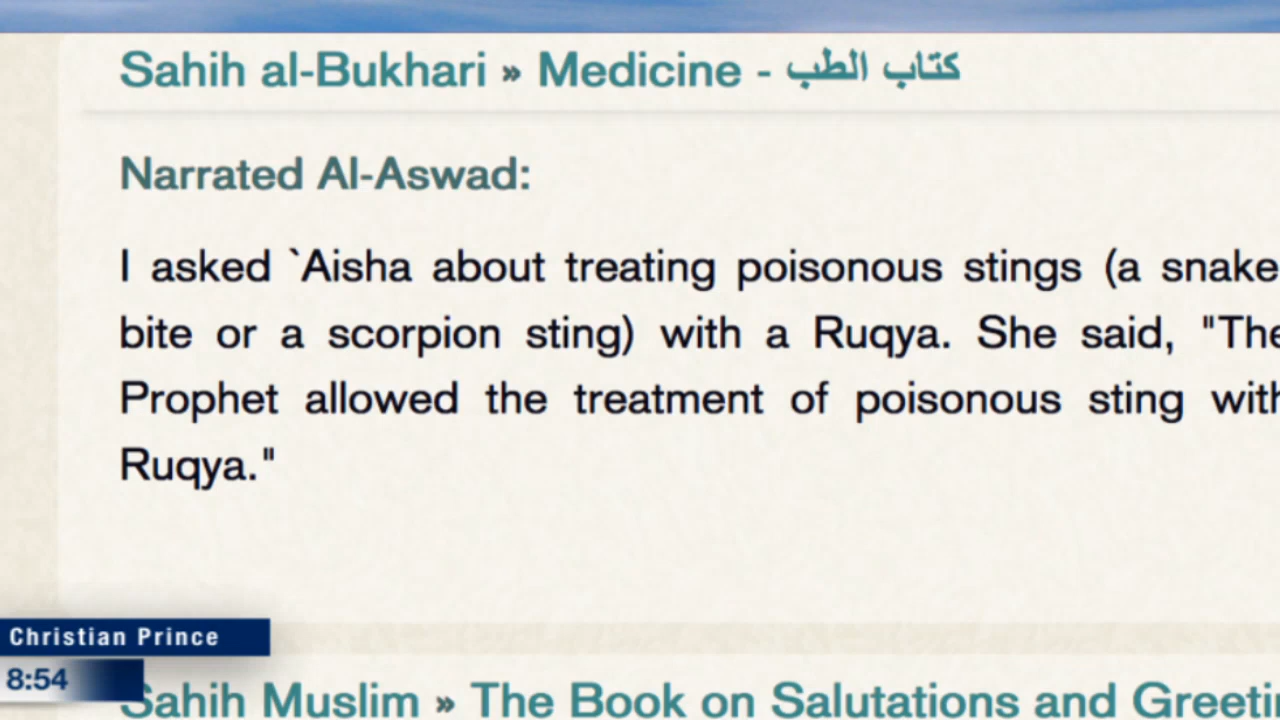 Sahih al-Bukhari » Medicine - كتاب الطب
Narrated Al-Aswad:
I asked `Aisha about treating poisonous stings (a snake
bite or a scorpion sting) with a Ruqya. She said, "The
Prophet allowed the treatment of poisonous sting with
Ruqya."
Christian Prince
8:54
Sahih Muslim » The Book on Salutations and Greeti